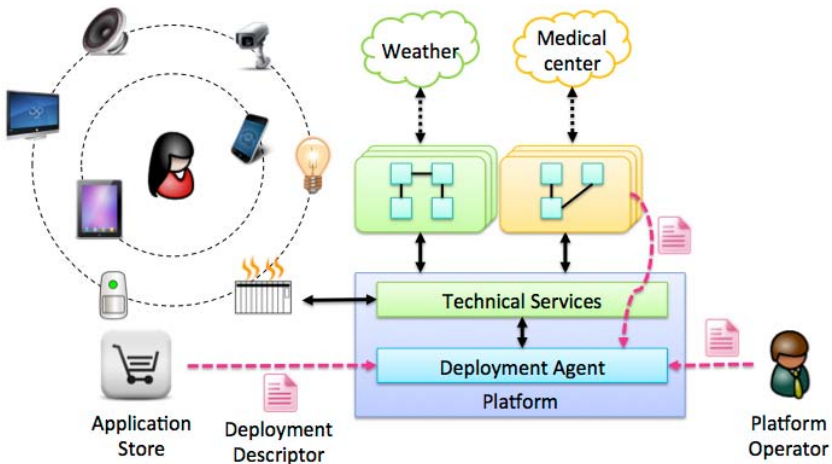 Weather
Medical
center
Technical Services
Deployment Agent
Platform
Application
Store
Deployment
Descriptor
Platform
Operator